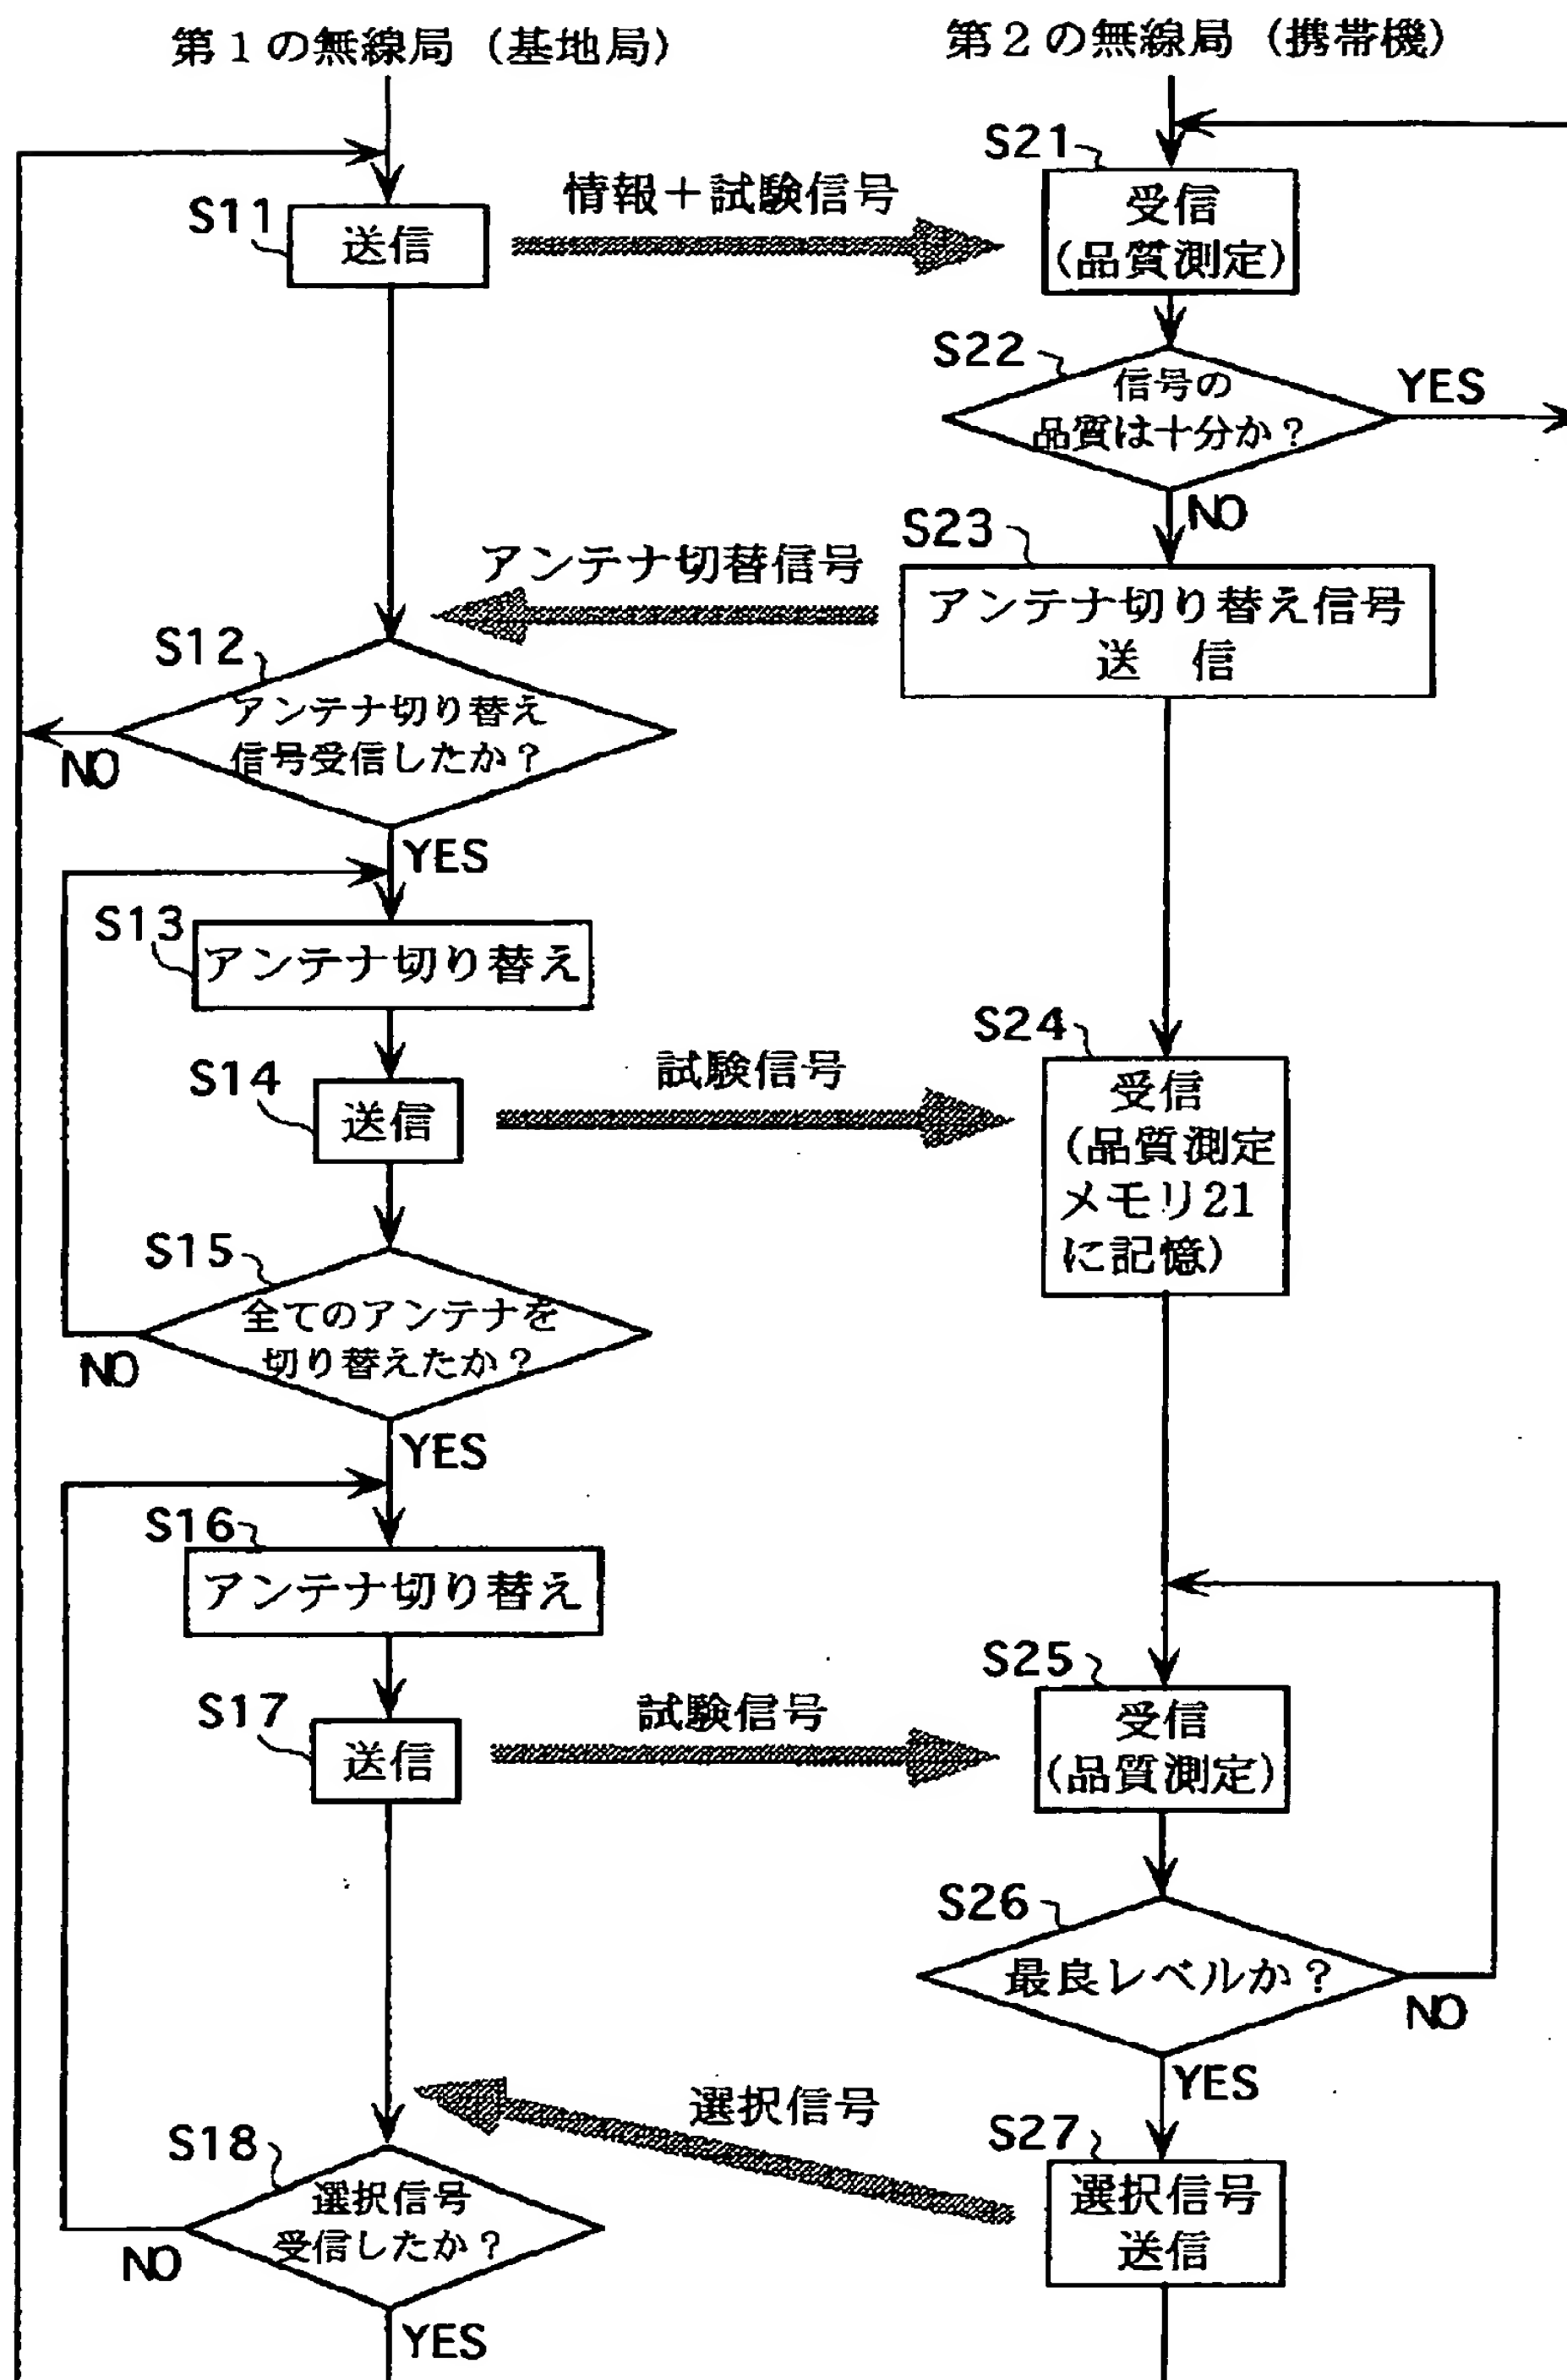 第1の無線局（基地局）
第2の無線局（携帯機）
S11
送信
情報＋試験信号
S21
受信
（品質測定）
S22
信号の
品質は十分か？
YES
NO
S23
アンテナ切り替え信号
送　信
アンテナ切替信号
S12
アンテナ切り替え
信号受信したか？
NO
YES
S13
アンテナ切り替え
S14
送信
試験信号
S24
受信
（品質測定
メモリ21
に記憶）
S15
全てのアンテナを
切り替えたか？
NO
YES
S16
アンテナ切り替え
S17
送信
試験信号
S25
受信
（品質測定）
S26
最良レベルか？
NO
YES
選択信号
S27
選択信号
送信
S18
選択信号
受信したか？
NO
YES